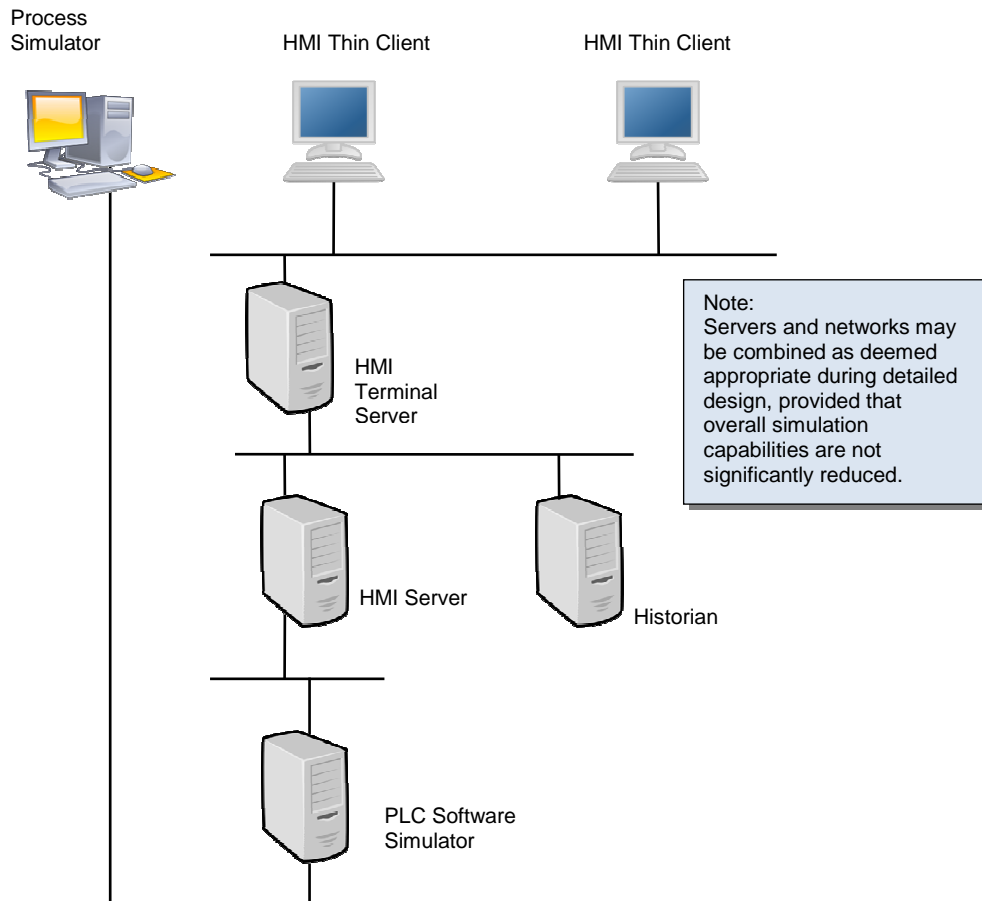 Process
Simulator
HMI Thin Client
HMI Thin Client
Note:
Servers and networks may
be combined as deemed
appropriate during detailed
design, provided that
overall simulation
capabilities are not
significantly reduced.
HMI
Terminal
Server
HMI Server
Historian
PLC Software
Simulator